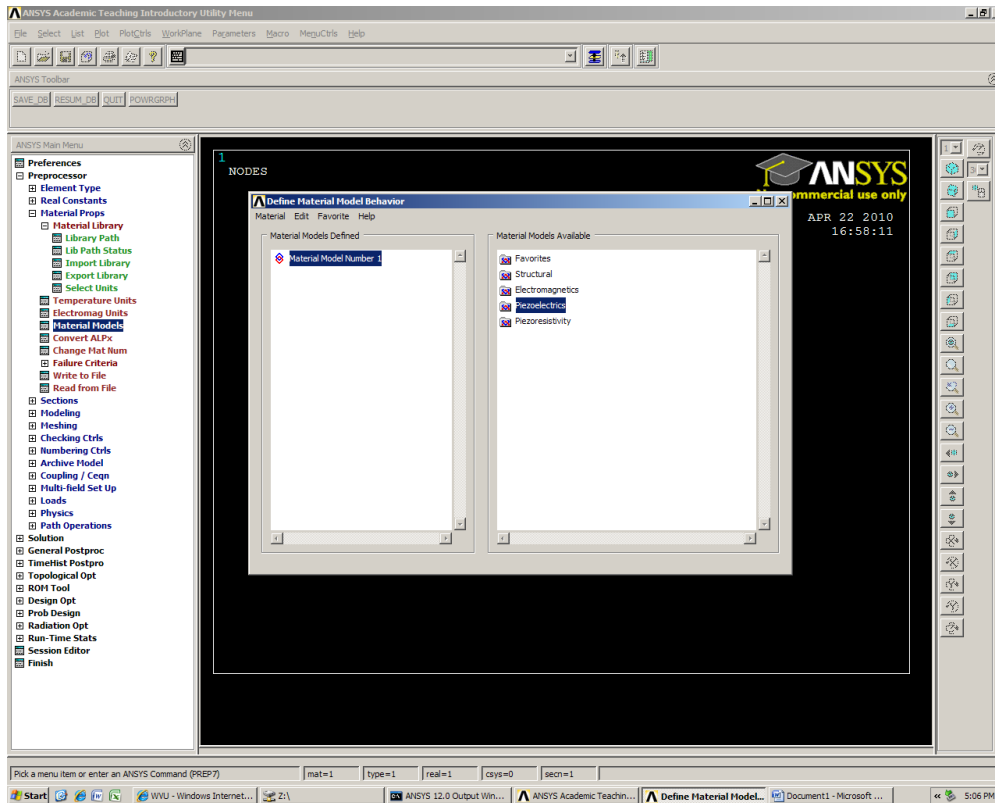 ANSYS Academic Teaching Introductory Utility Menu
File Select List Plot PlotCtrls WorkPlane Parameters Macro MenuCtrls Help
ANSYS Toolbar
SAVE_DB RESUM_DB QUIT POWRGRPH
ANSYS Main Menu
Preferences
Preprocessor
Element Type
Real Constants
Material Props
Material Library
Library Path
Lib Path Status
Import Library
Export Library
Select Units
Temperature Units
Electromag Units
Material Models
Convert ALPx
Change Mat Num
Failure Criteria
Write to File
Read from File
Sections
Modeling
Meshing
Checking Ctrls
Numbering Ctrls
Archive Model
Coupling / Ceqn
Multi-field Set Up
Loads
Physics
Path Operations
Solution
General Postproc
TimeHist Postpro
Topological Opt
ROM Tool
Design Opt
Prob Design
Radiation Opt
Run-Time Stats
Session Editor
Finish
1
NODES
ANSYS
commercial use only
APR 22 2010
16:58:11
Define Material Model Behavior
Material Edit Favorite Help
Material Models Defined
Material Model Number 1
Material Models Available
Favorites
Structural
Electromagnetics
Piezoelectrics
Piezoresistivity
1
3
Pick a menu item or enter an ANSYS Command (PREP7)
mat=1
type=1
real=1
csys=0
secn=1
Start
WVU - Windows Internet...
Z:\
ANSYS 12.0 Output Win...
ANSYS Academic Teachin...
Define Material Model...
Document1 - Microsoft ...
5:06 PM